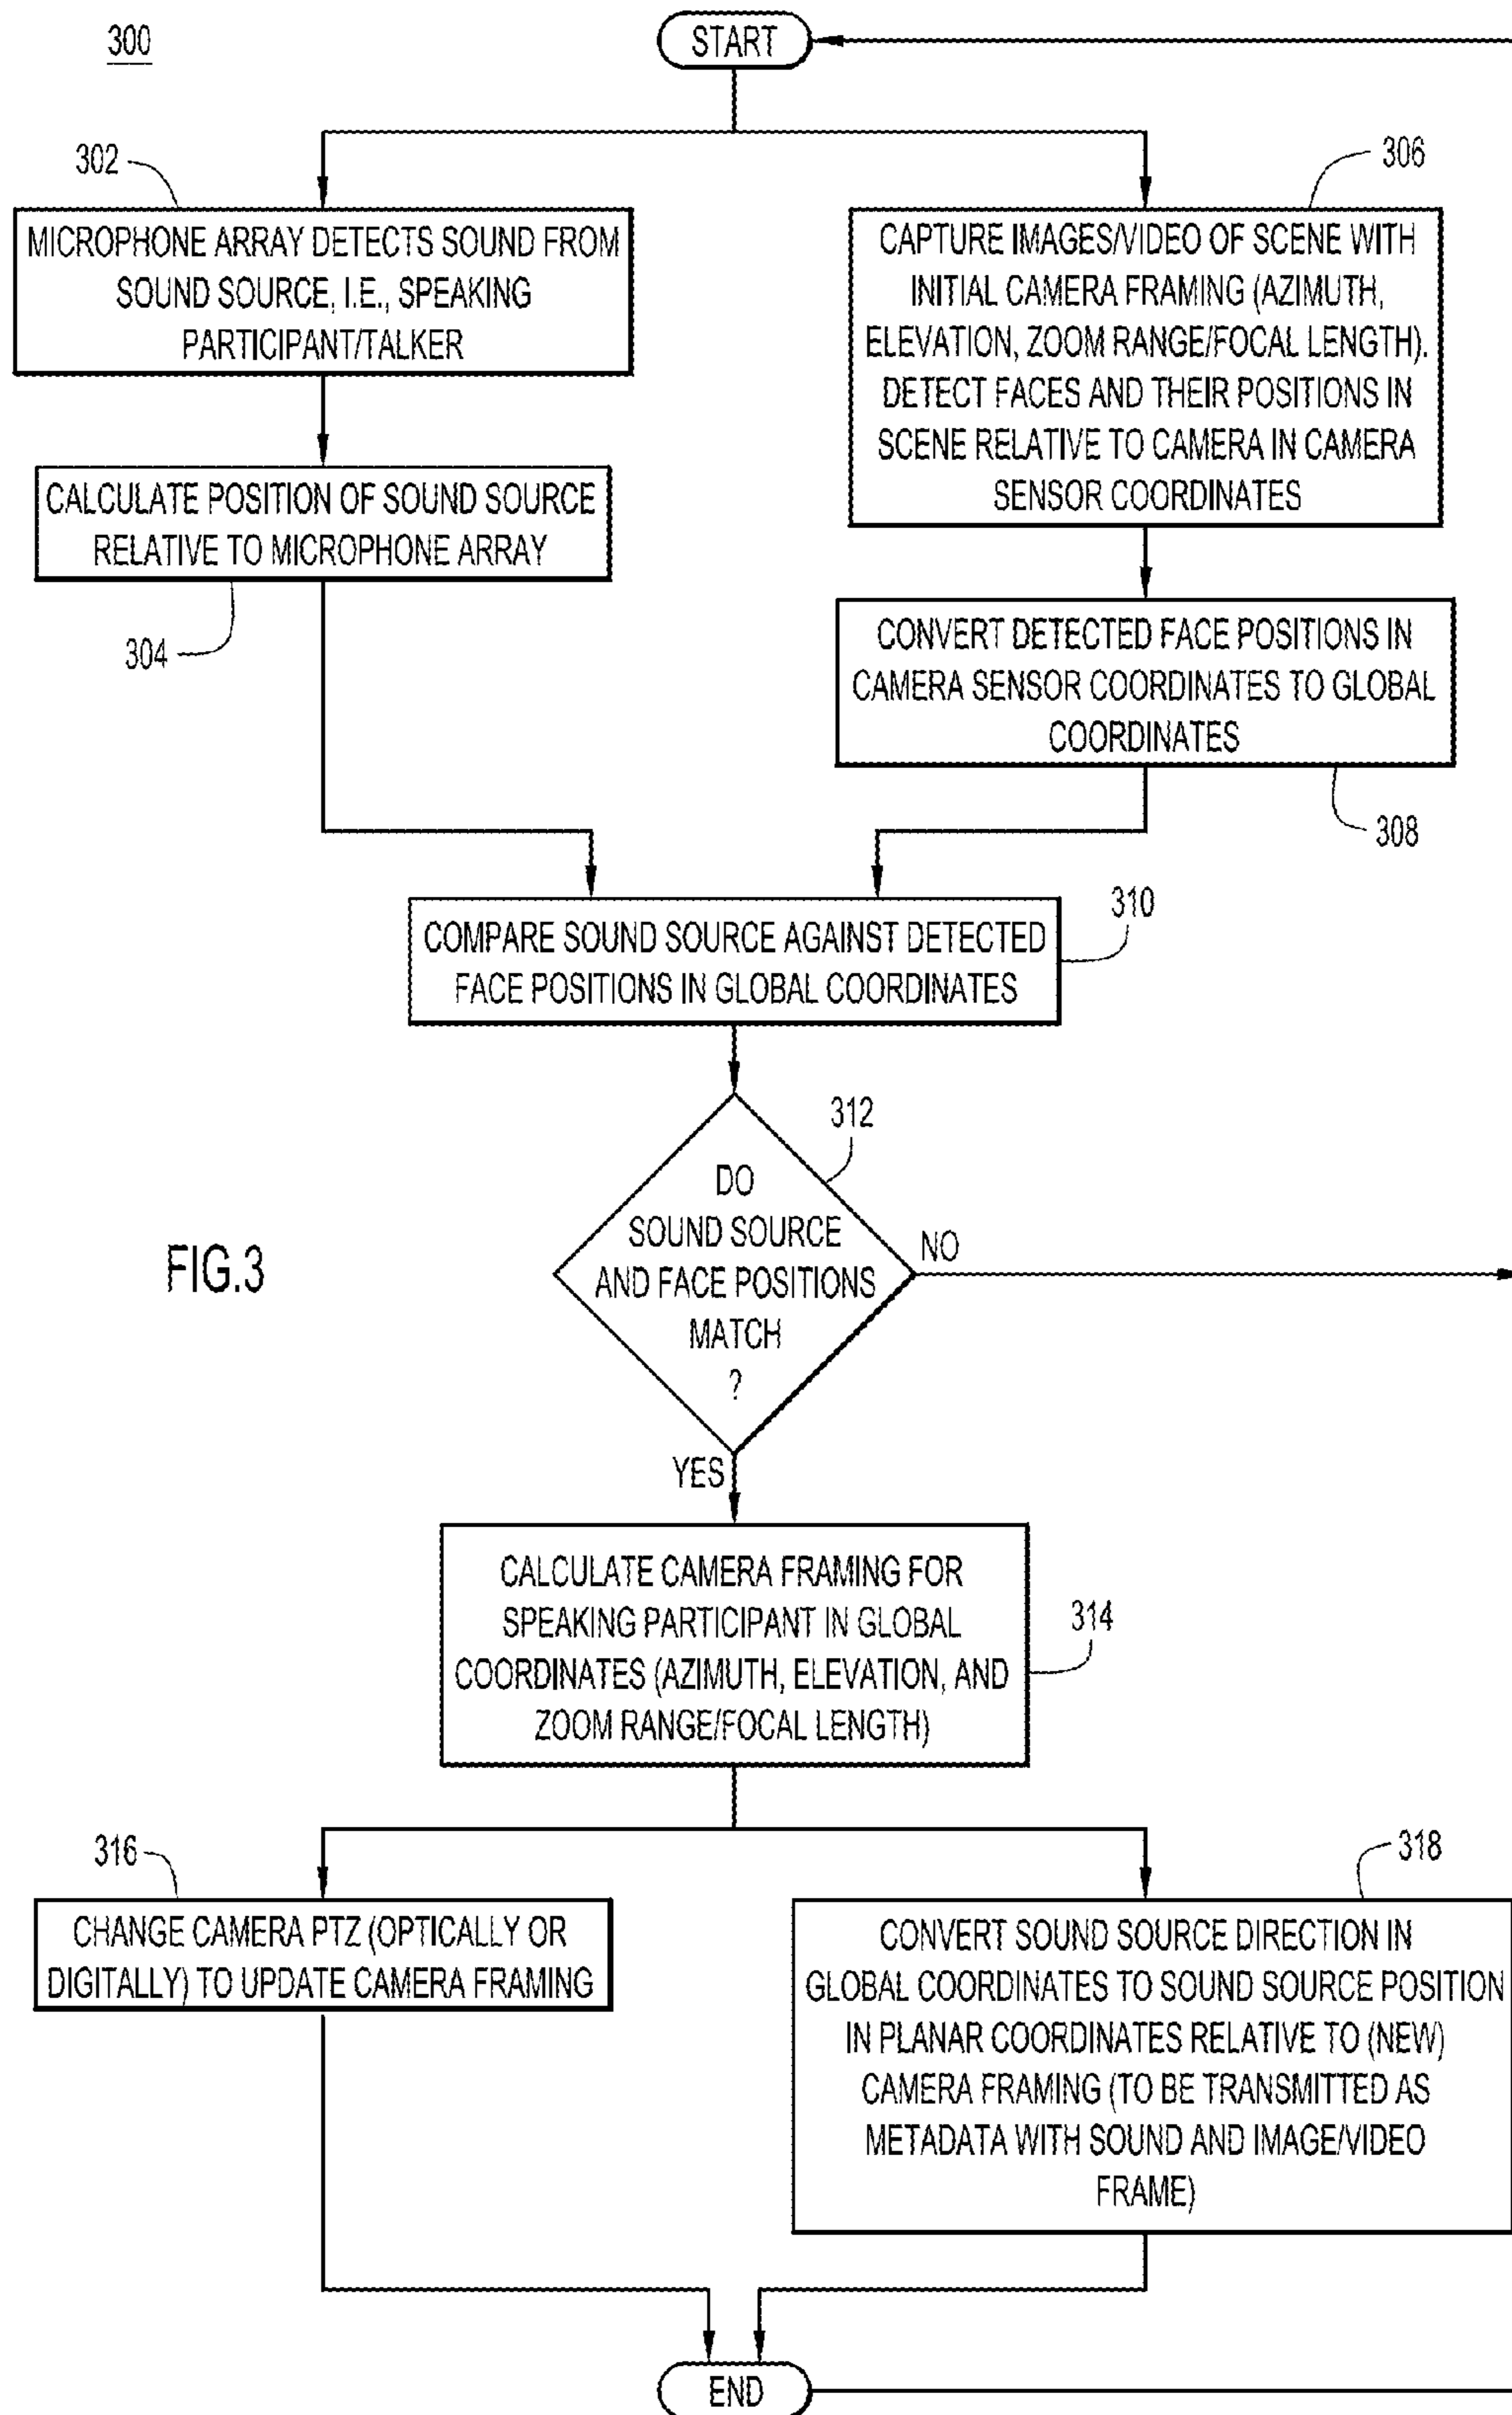 300
START
302
MICROPHONE ARRAY DETECTS SOUND FROM
SOUND SOURCE, I.E., SPEAKING
PARTICIPANT/TALKER
306
CAPTURE IMAGES/VIDEO OF SCENE WITH
INITIAL CAMERA FRAMING (AZIMUTH,
ELEVATION, ZOOM RANGE/FOCAL LENGTH).
DETECT FACES AND THEIR POSITIONS IN
SCENE RELATIVE TO CAMERA IN CAMERA
SENSOR COORDINATES
CALCULATE POSITION OF SOUND SOURCE
RELATIVE TO MICROPHONE ARRAY
304
CONVERT DETECTED FACE POSITIONS IN
CAMERA SENSOR COORDINATES TO GLOBAL
COORDINATES
308
COMPARE SOUND SOURCE AGAINST DETECTED
FACE POSITIONS IN GLOBAL COORDINATES
310
312
DO
SOUND SOURCE
AND FACE POSITIONS
MATCH
?
NO
FIG.3
YES
CALCULATE CAMERA FRAMING FOR
SPEAKING PARTICIPANT IN GLOBAL
COORDINATES (AZIMUTH, ELEVATION, AND
ZOOM RANGE/FOCAL LENGTH)
314
316
CHANGE CAMERA PTZ (OPTICALLY OR
DIGITALLY) TO UPDATE CAMERA FRAMING
318
CONVERT SOUND SOURCE DIRECTION IN
GLOBAL COORDINATES TO SOUND SOURCE POSITION
IN PLANAR COORDINATES RELATIVE TO (NEW)
CAMERA FRAMING (TO BE TRANSMITTED AS
METADATA WITH SOUND AND IMAGE/VIDEO
FRAME)
END